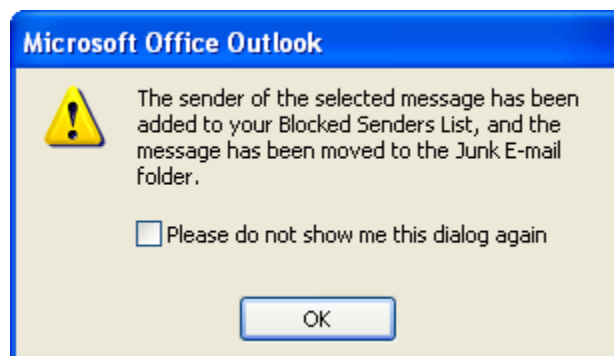 Microsoft Office Outlook
The sender of the selected message has been
added to your Blocked Senders List, and the
message has been moved to the Junk E-mail
folder.
Please do not show me this dialog again
OK